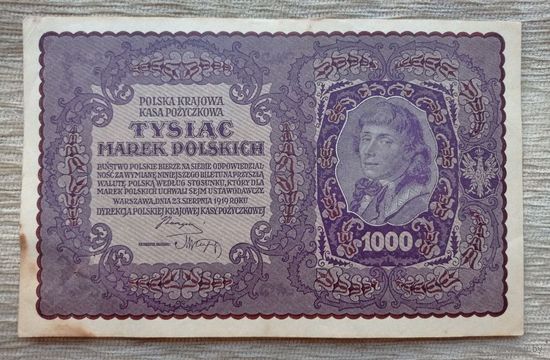 POLSKA KRAJOWA
KASA POŻYCZKOWA
TYSIĄC
MAREK POLSKICH
PAŃSTWO POLSKIE BIERZE NA SIEBIE ODPOWIEDZIAL-
NOŚĆ ZA WYMIANĘ NINIEJSZEGO BILETU NA PRZYSZŁĄ
WALUTĘ POLSKĄ WEDŁUG STOSUNKU, KTÓRY DLA
MAREK POLSKICH UCHWALI SEJM USTAWODAWCZY
WARSZAWA, DNIA 23. SIERPNIA 1919 ROKU
DYREKCJA POLSKIEJ KRAJOWEJ KASY POŻYCZKOWEJ
1000